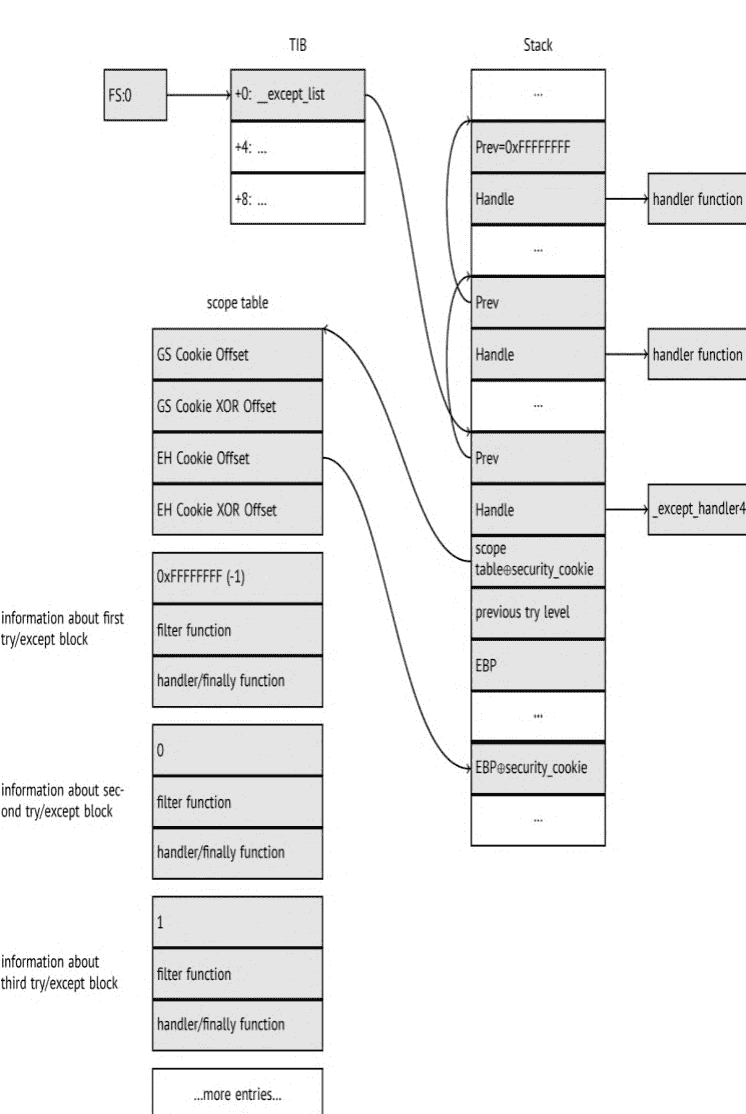 TIB
FS:0
+0: __except_list
+4: ...
+8: ...
Stack
...
Prev=0xFFFFFFFF
Handle
handler function
...
Prev
Handle
handler function
...
Prev
Handle
_except_handler4
scope
table⊕security_cookie
previous try level
EBP
...
EBP⊕security_cookie
...
scope table
GS Cookie Offset
GS Cookie XOR Offset
EH Cookie Offset
EH Cookie XOR Offset
information about first
try/except block
0xFFFFFFFF (-1)
filter function
handler/finally function
information about sec-
ond try/except block
0
filter function
handler/finally function
information about
third try/except block
1
filter function
handler/finally function
...more entries...